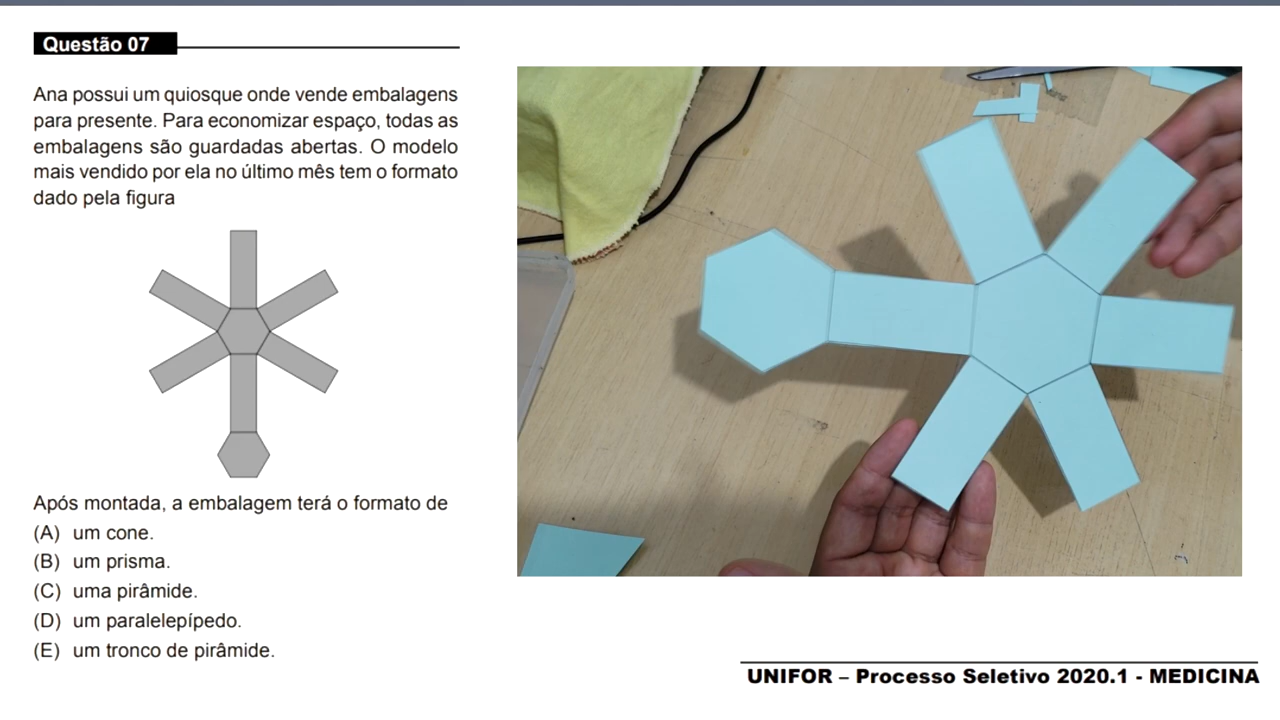 Questão 07
Ana possui um quiosque onde vende embalagens
para presente. Para economizar espaço, todas as
embalagens são guardadas abertas. O modelo
mais vendido por ela no último mês tem o formato
dado pela figura
Após montada, a embalagem terá o formato de
(A) um cone.
(B) um prisma.
(C) uma pirâmide.
(D) um paralelepípedo.
(E) um tronco de pirâmide.
UNIFOR – Processo Seletivo 2020.1 - MEDICINA